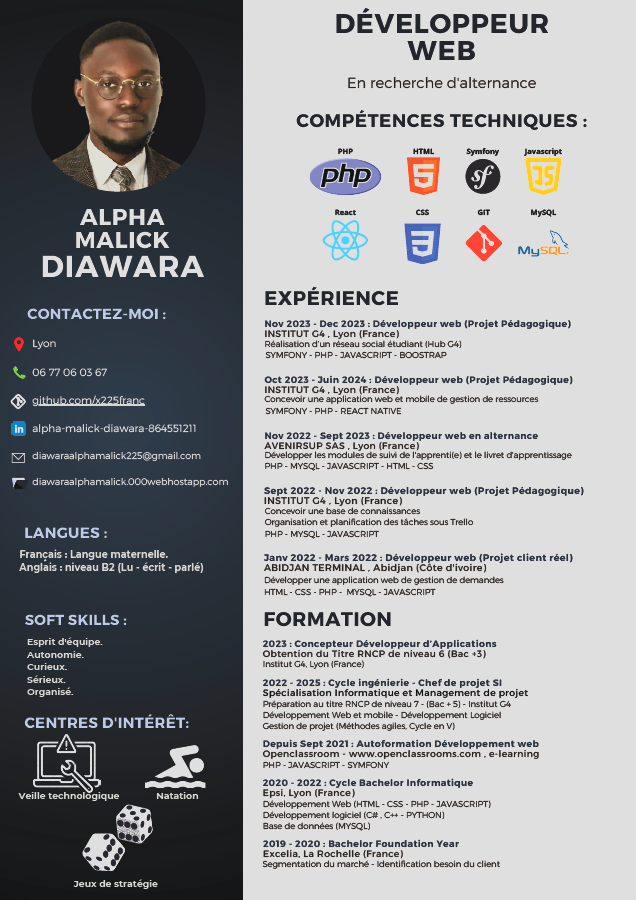 ALPHA
MALICK
DIAWARA
CONTACTEZ-MOI :
Lyon
06 77 06 03 67
github.com/x225franc
in
alpha-malick-diawara-864551211
diawaraalphamalick225@gmail.com
diawaraalphamalick.000webhostapp.com
LANGUES :
Français : Langue maternelle.
Anglais : niveau B2 (Lu - écrit - parlé)
SOFT SKILLS :
Esprit d'équipe.
Autonomie.
Curieux.
Sérieux.
Organisé.
CENTRES D'INTÉRÊT:
Veille technologique
Natation
Jeux de stratégie
DÉVELOPPEUR
WEB
En recherche d'alternance
COMPÉTENCES TECHNIQUES :
PHP HTML Symfony Javascript
php 5 sf JS
React CSS GIT MySQL
3 MySQL
EXPÉRIENCE
Nov 2023 - Dec 2023 : Développeur web (Projet Pédagogique)
INSTITUT G4 , Lyon (France)
Réalisation d'un réseau social étudiant (Hub G4)
SYMFONY - PHP - JAVASCRIPT - BOOSTRAP
Oct 2023 - Juin 2024 : Développeur web (Projet Pédagogique)
INSTITUT G4 , Lyon (France)
Concevoir une application web et mobile de gestion de ressources
SYMFONY - PHP - REACT NATIVE
Nov 2022 - Sept 2023 : Développeur web en alternance
AVENIRSUP SAS , Lyon (France)
Développer les modules de suivi de l'apprenti(e) et le livret d'apprentissage
PHP - MYSQL - JAVASCRIPT - HTML - CSS
Sept 2022 - Nov 2022 : Développeur web (Projet Pédagogique)
INSTITUT G4 , Lyon (France)
Concevoir une base de connaissances
Organisation et planification des tâches sous Trello
PHP - MYSQL - JAVASCRIPT
Janv 2022 - Mars 2022 : Développeur web (Projet client réel)
ABIDJAN TERMINAL , Abidjan (Côte d'ivoire)
Développer une application web de gestion de demandes
HTML - CSS - PHP - MYSQL - JAVASCRIPT
FORMATION
2023 : Concepteur Développeur d'Applications
Obtention du Titre RNCP de niveau 6 (Bac +3)
Institut G4, Lyon (France)
2022 - 2025 : Cycle ingénierie - Chef de projet SI
Spécialisation Informatique et Management de projet
Préparation au titre RNCP de niveau 7 - (Bac + 5) - Institut G4
Développement Web et mobile - Développement Logiciel
Gestion de projet (Méthodes agiles, Cycle en V)
Depuis Sept 2021 : Autoformation Développement web
Openclassroom - www.openclassrooms.com , e-learning
PHP - JAVASCRIPT - SYMFONY
2020 - 2022 : Cycle Bachelor Informatique
Epsi, Lyon (France)
Développement Web (HTML - CSS - PHP - JAVASCRIPT)
Développement logiciel (C# , C++ - PYTHON)
Base de données (MYSQL)
2019 - 2020 : Bachelor Foundation Year
Excelia, La Rochelle (France)
Segmentation du marché - Identification besoin du client